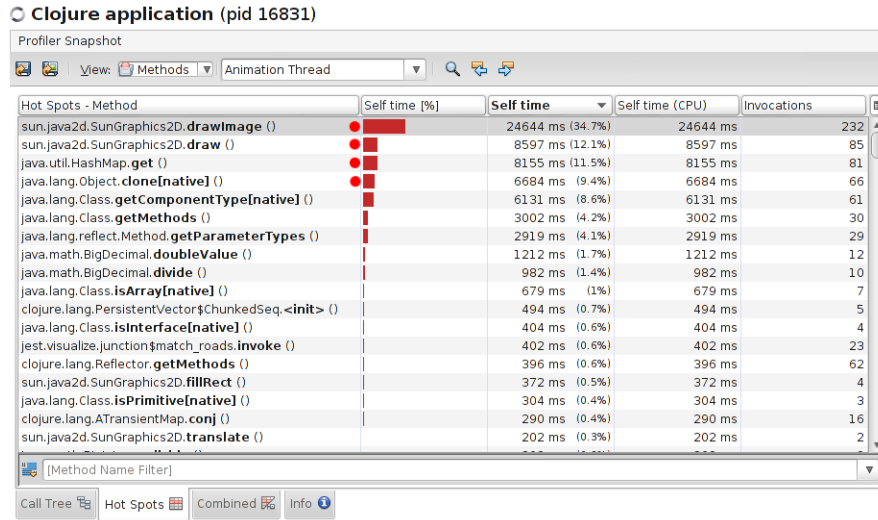 Clojure application (pid 16831)
Profiler Snapshot
View: Methods Animation Thread
Hot Spots - Method Self time [%] Self time Self time (CPU) Invocations
sun.java2d.SunGraphics2D.drawImage () 24644 ms (34.7%) 24644 ms 232
sun.java2d.SunGraphics2D.draw () 8597 ms (12.1%) 8597 ms 85
java.util.HashMap.get () 8155 ms (11.5%) 8155 ms 81
java.lang.Object.clone[native] () 6684 ms (9.4%) 6684 ms 66
java.lang.Class.getComponentType[native] () 6131 ms (8.6%) 6131 ms 61
java.lang.Class.getMethods () 3002 ms (4.2%) 3002 ms 30
java.lang.reflect.Method.getParameterTypes () 2919 ms (4.1%) 2919 ms 29
java.math.BigDecimal.doubleValue () 1212 ms (1.7%) 1212 ms 12
java.math.BigDecimal.divide () 982 ms (1.4%) 982 ms 10
java.lang.Class.isArray[native] () 679 ms (1%) 679 ms 7
clojure.lang.PersistentVector$ChunkedSeq.<init> () 494 ms (0.7%) 494 ms 5
java.lang.Class.isInterface[native] () 404 ms (0.6%) 404 ms 4
jest.visualize.junction$match_roads.invoke () 402 ms (0.6%) 402 ms 23
clojure.lang.Reflector.getMethods () 396 ms (0.6%) 396 ms 62
sun.java2d.SunGraphics2D.fillRect () 372 ms (0.5%) 372 ms 4
java.lang.Class.isPrimitive[native] () 304 ms (0.4%) 304 ms 3
clojure.lang.ATransientMap.conj () 290 ms (0.4%) 290 ms 16
sun.java2d.SunGraphics2D.translate () 202 ms (0.3%) 202 ms 2
[Method Name Filter]
Call Tree Hot Spots Combined Info